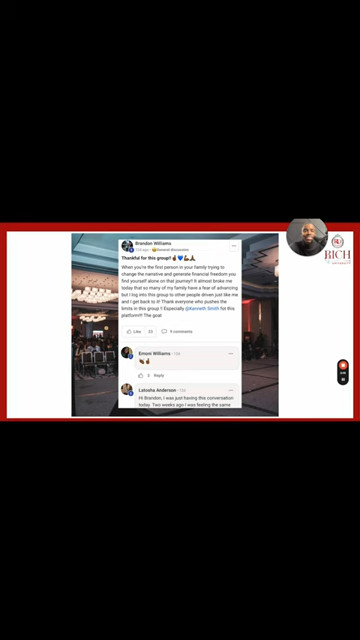 Brandon Williams
General discussion
Thankful for this group!!
When you're the first person in your family trying to
change the narrative and generate financial freedom you
find yourself alone on that journey!! It almost broke me
today that so many of my family have a fear of advancing
but I log into this group to other people driven just like me
and I get back to it! Thank everyone who pushes the
limits in this group !! Especially @Kenneth Smith for this
platform!!! The goal
Like 23 9 comments
Emoni Williams
3 Reply
Latosha Anderson
Hi Brandon, I was just having this conversation
today. Two weeks ago I was feeling the same
RICH